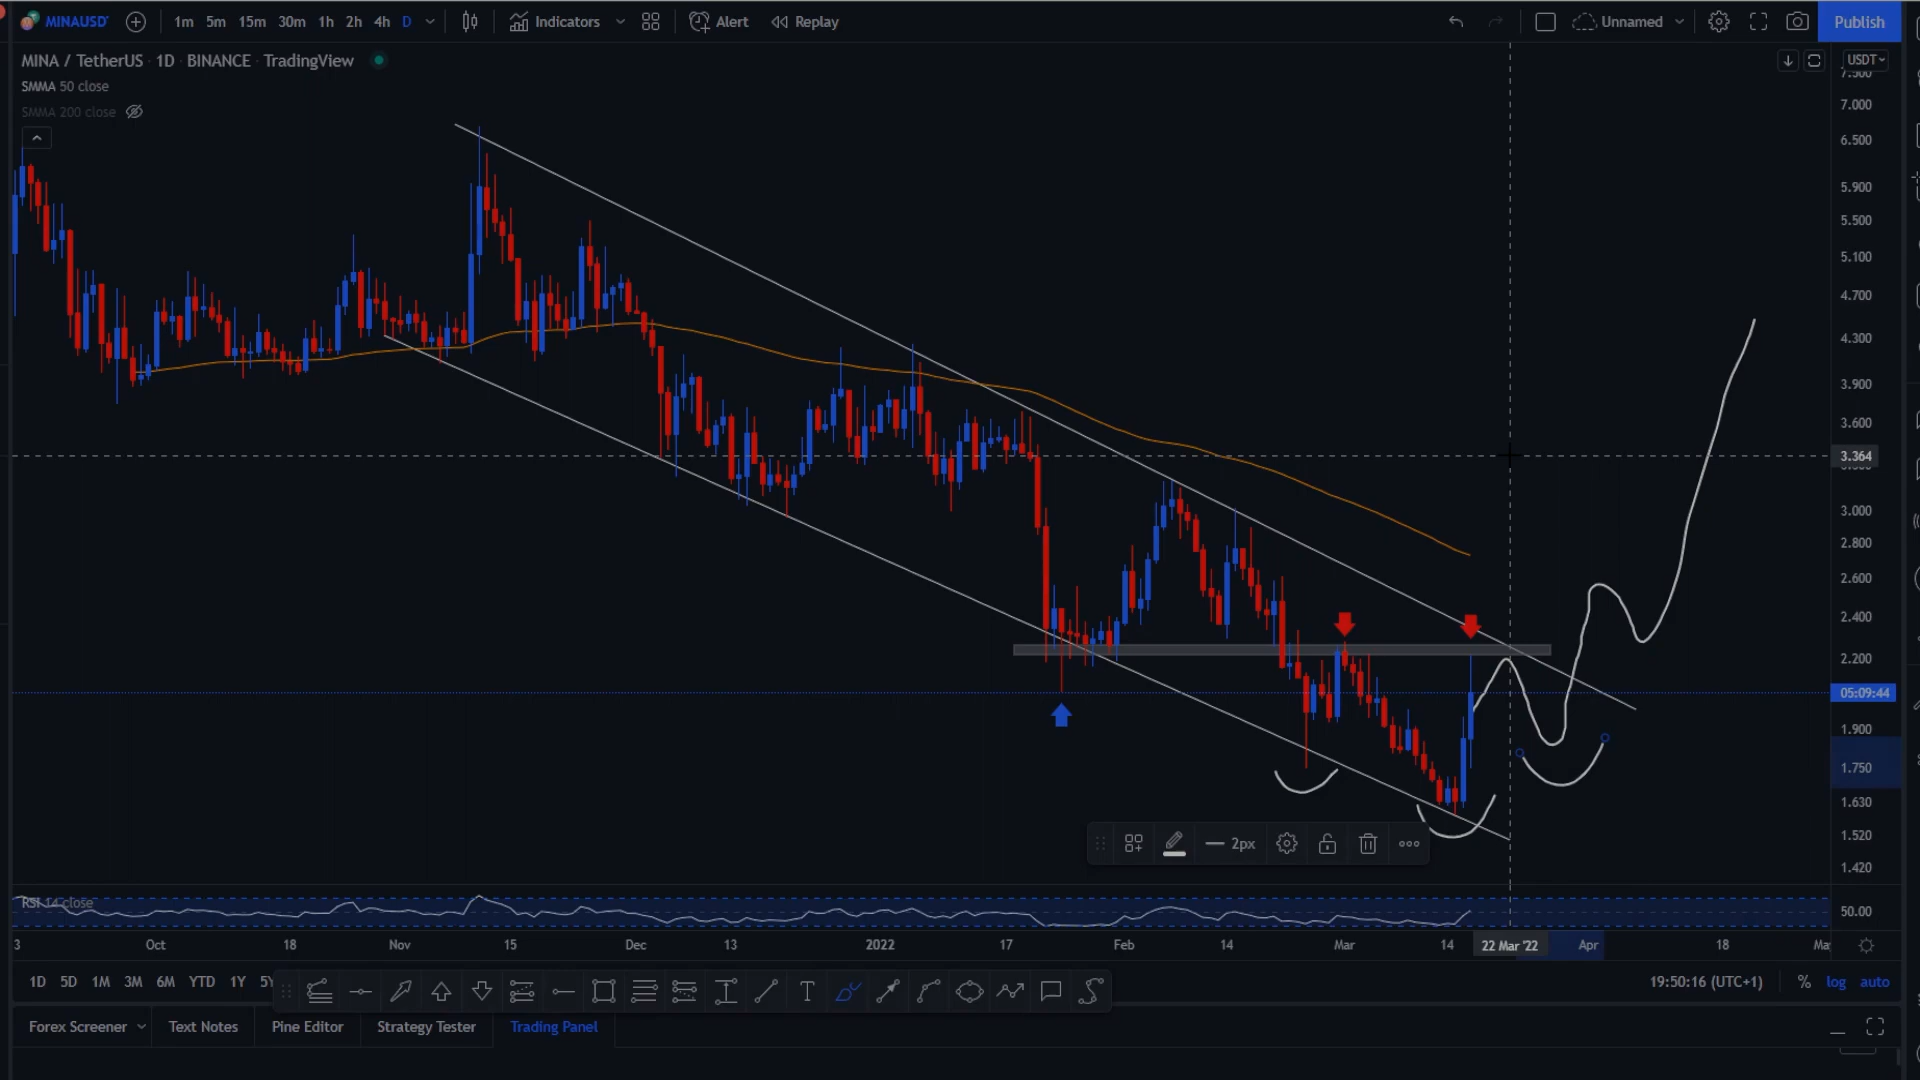 MINAUSDT 1m 5m 15m 30m 1h 2h 4h D Indicators Alert Replay Unnamed Publish
MINA / TetherUS · 1D · BINANCE · TradingView
USDT
SMMA 50 close
SMMA 200 close
7.500
7.000
6.500
5.900
5.500
5.100
4.700
4.300
3.900
3.600
3.364
3.000
2.800
2.600
2.400
2.200
05:09:44
1.900
1.750
1.630
1.520
1.420
2px
RSI 14 close
50.00
3 Oct 18 Nov 15 Dec 13 2022 17 Feb 14 Mar 14 22 Mar '22 Apr 18
1D 5D 1M 3M 6M YTD 1Y 5Y
19:50:16 (UTC+1) % log auto
Forex Screener Text Notes Pine Editor Strategy Tester Trading Panel